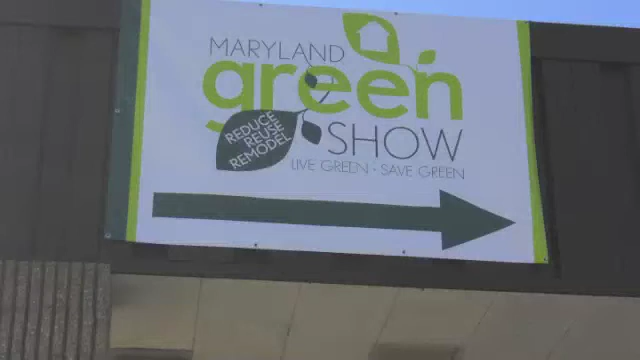 MARYLAND
green
REDUCE
REUSE
REMODEL
SHOW
LIVE GREEN · SAVE GREEN